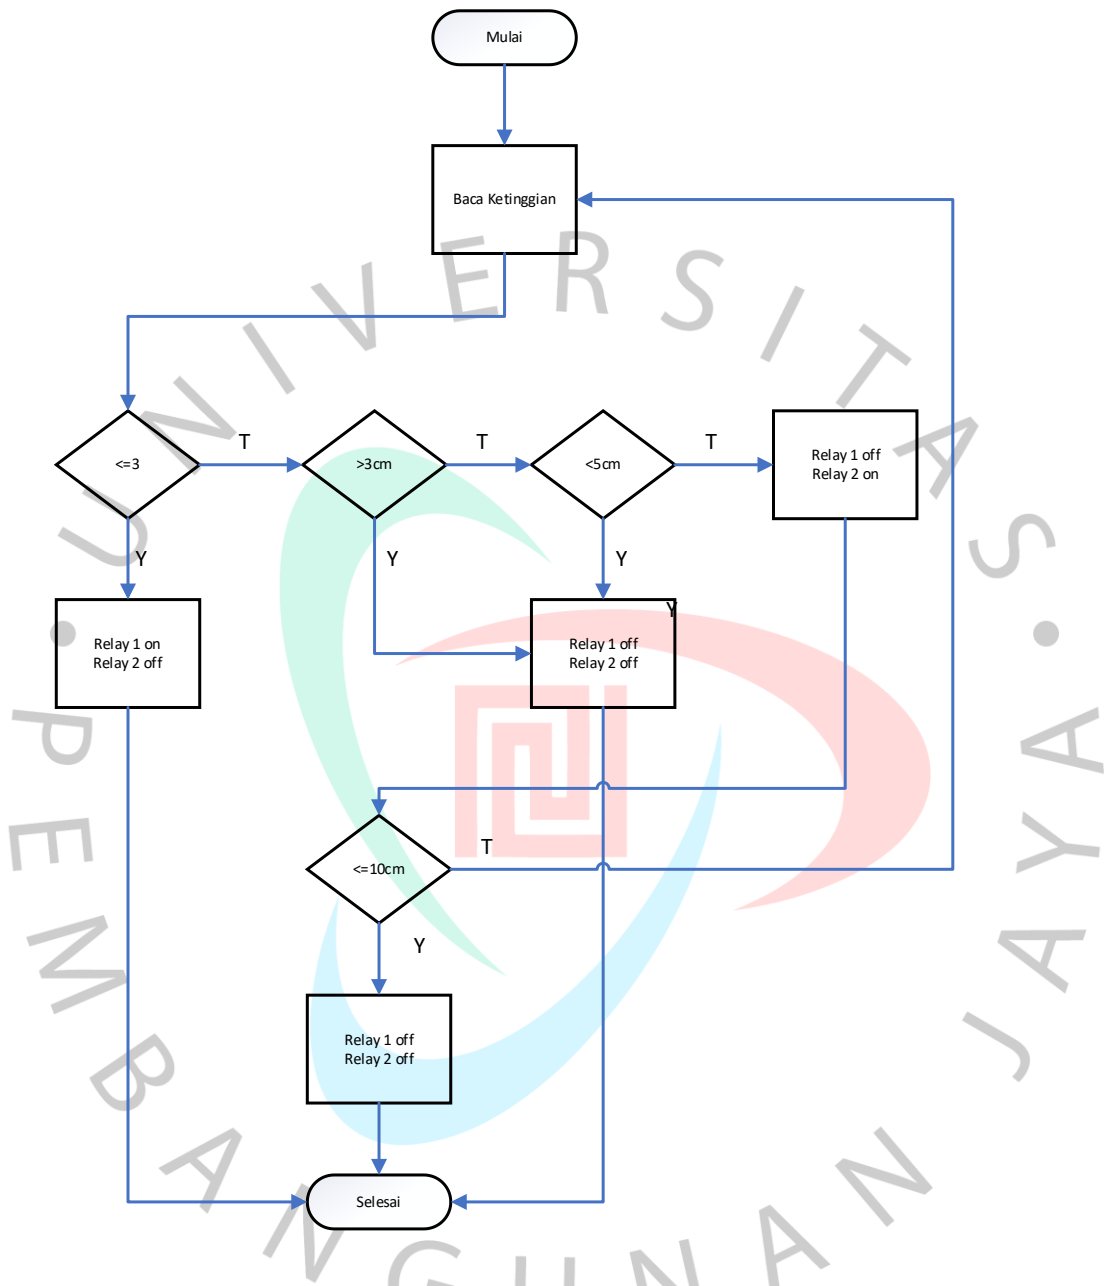 Mulai
Baca Ketinggian
<=3
T
>3cm
T
<5cm
T
Relay 1 off
Relay 2 on
Y
Y
Y
Y
Relay 1 on
Relay 2 off
Relay 1 off
Relay 2 off
T
<=10cm
Y
Relay 1 off
Relay 2 off
Selesai
UNIVERSITAS
PEMBANGUNAN JAYA